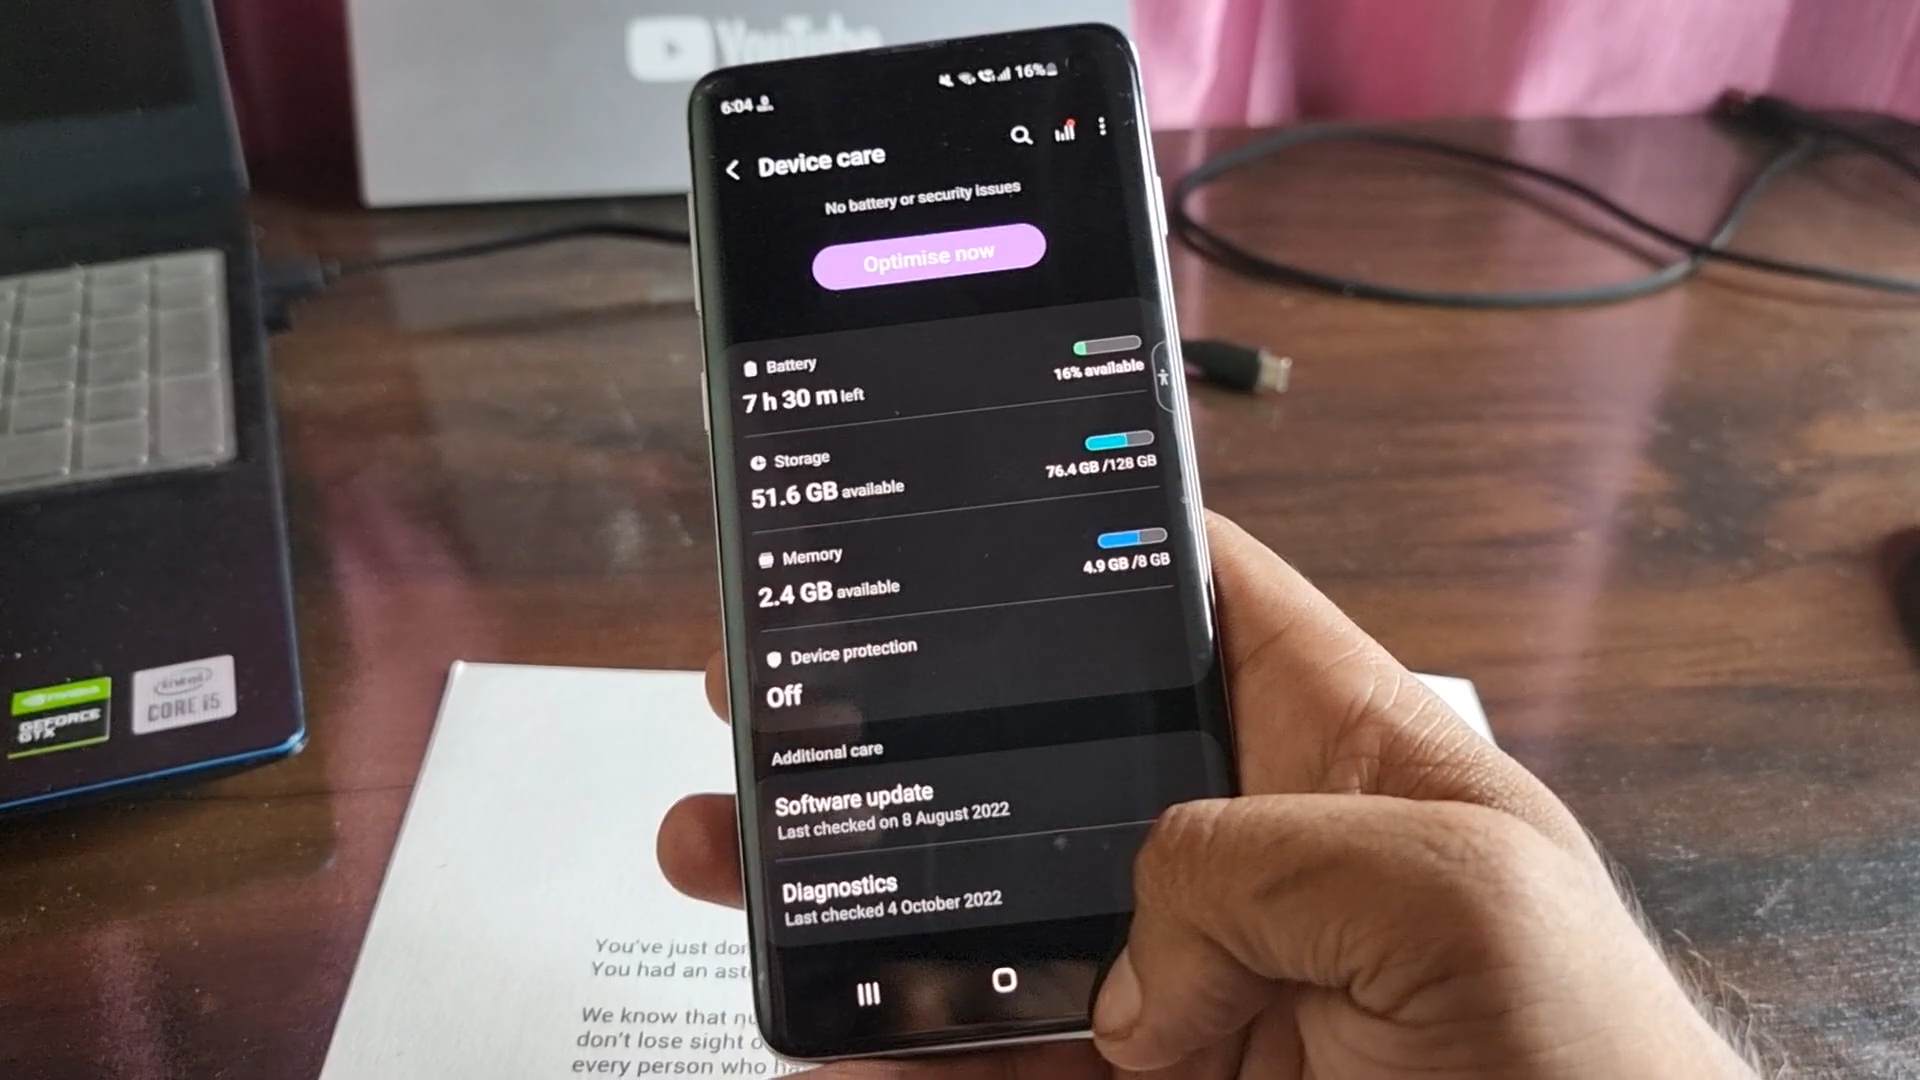 YouTube
6:04
16%
Device care
No battery or security issues
Optimise now
Battery
7 h 30 m left
16% available
Storage
51.6 GB available
76.4 GB /128 GB
Memory
2.4 GB available
4.9 GB /8 GB
Device protection
Off
Additional care
Software update
Last checked on 8 August 2022
Diagnostics
Last checked 4 October 2022
NVIDIA
GEFORCE
GTX
intel
CORE i5
You've just
You had an
We know that
don't lose sight
every person who